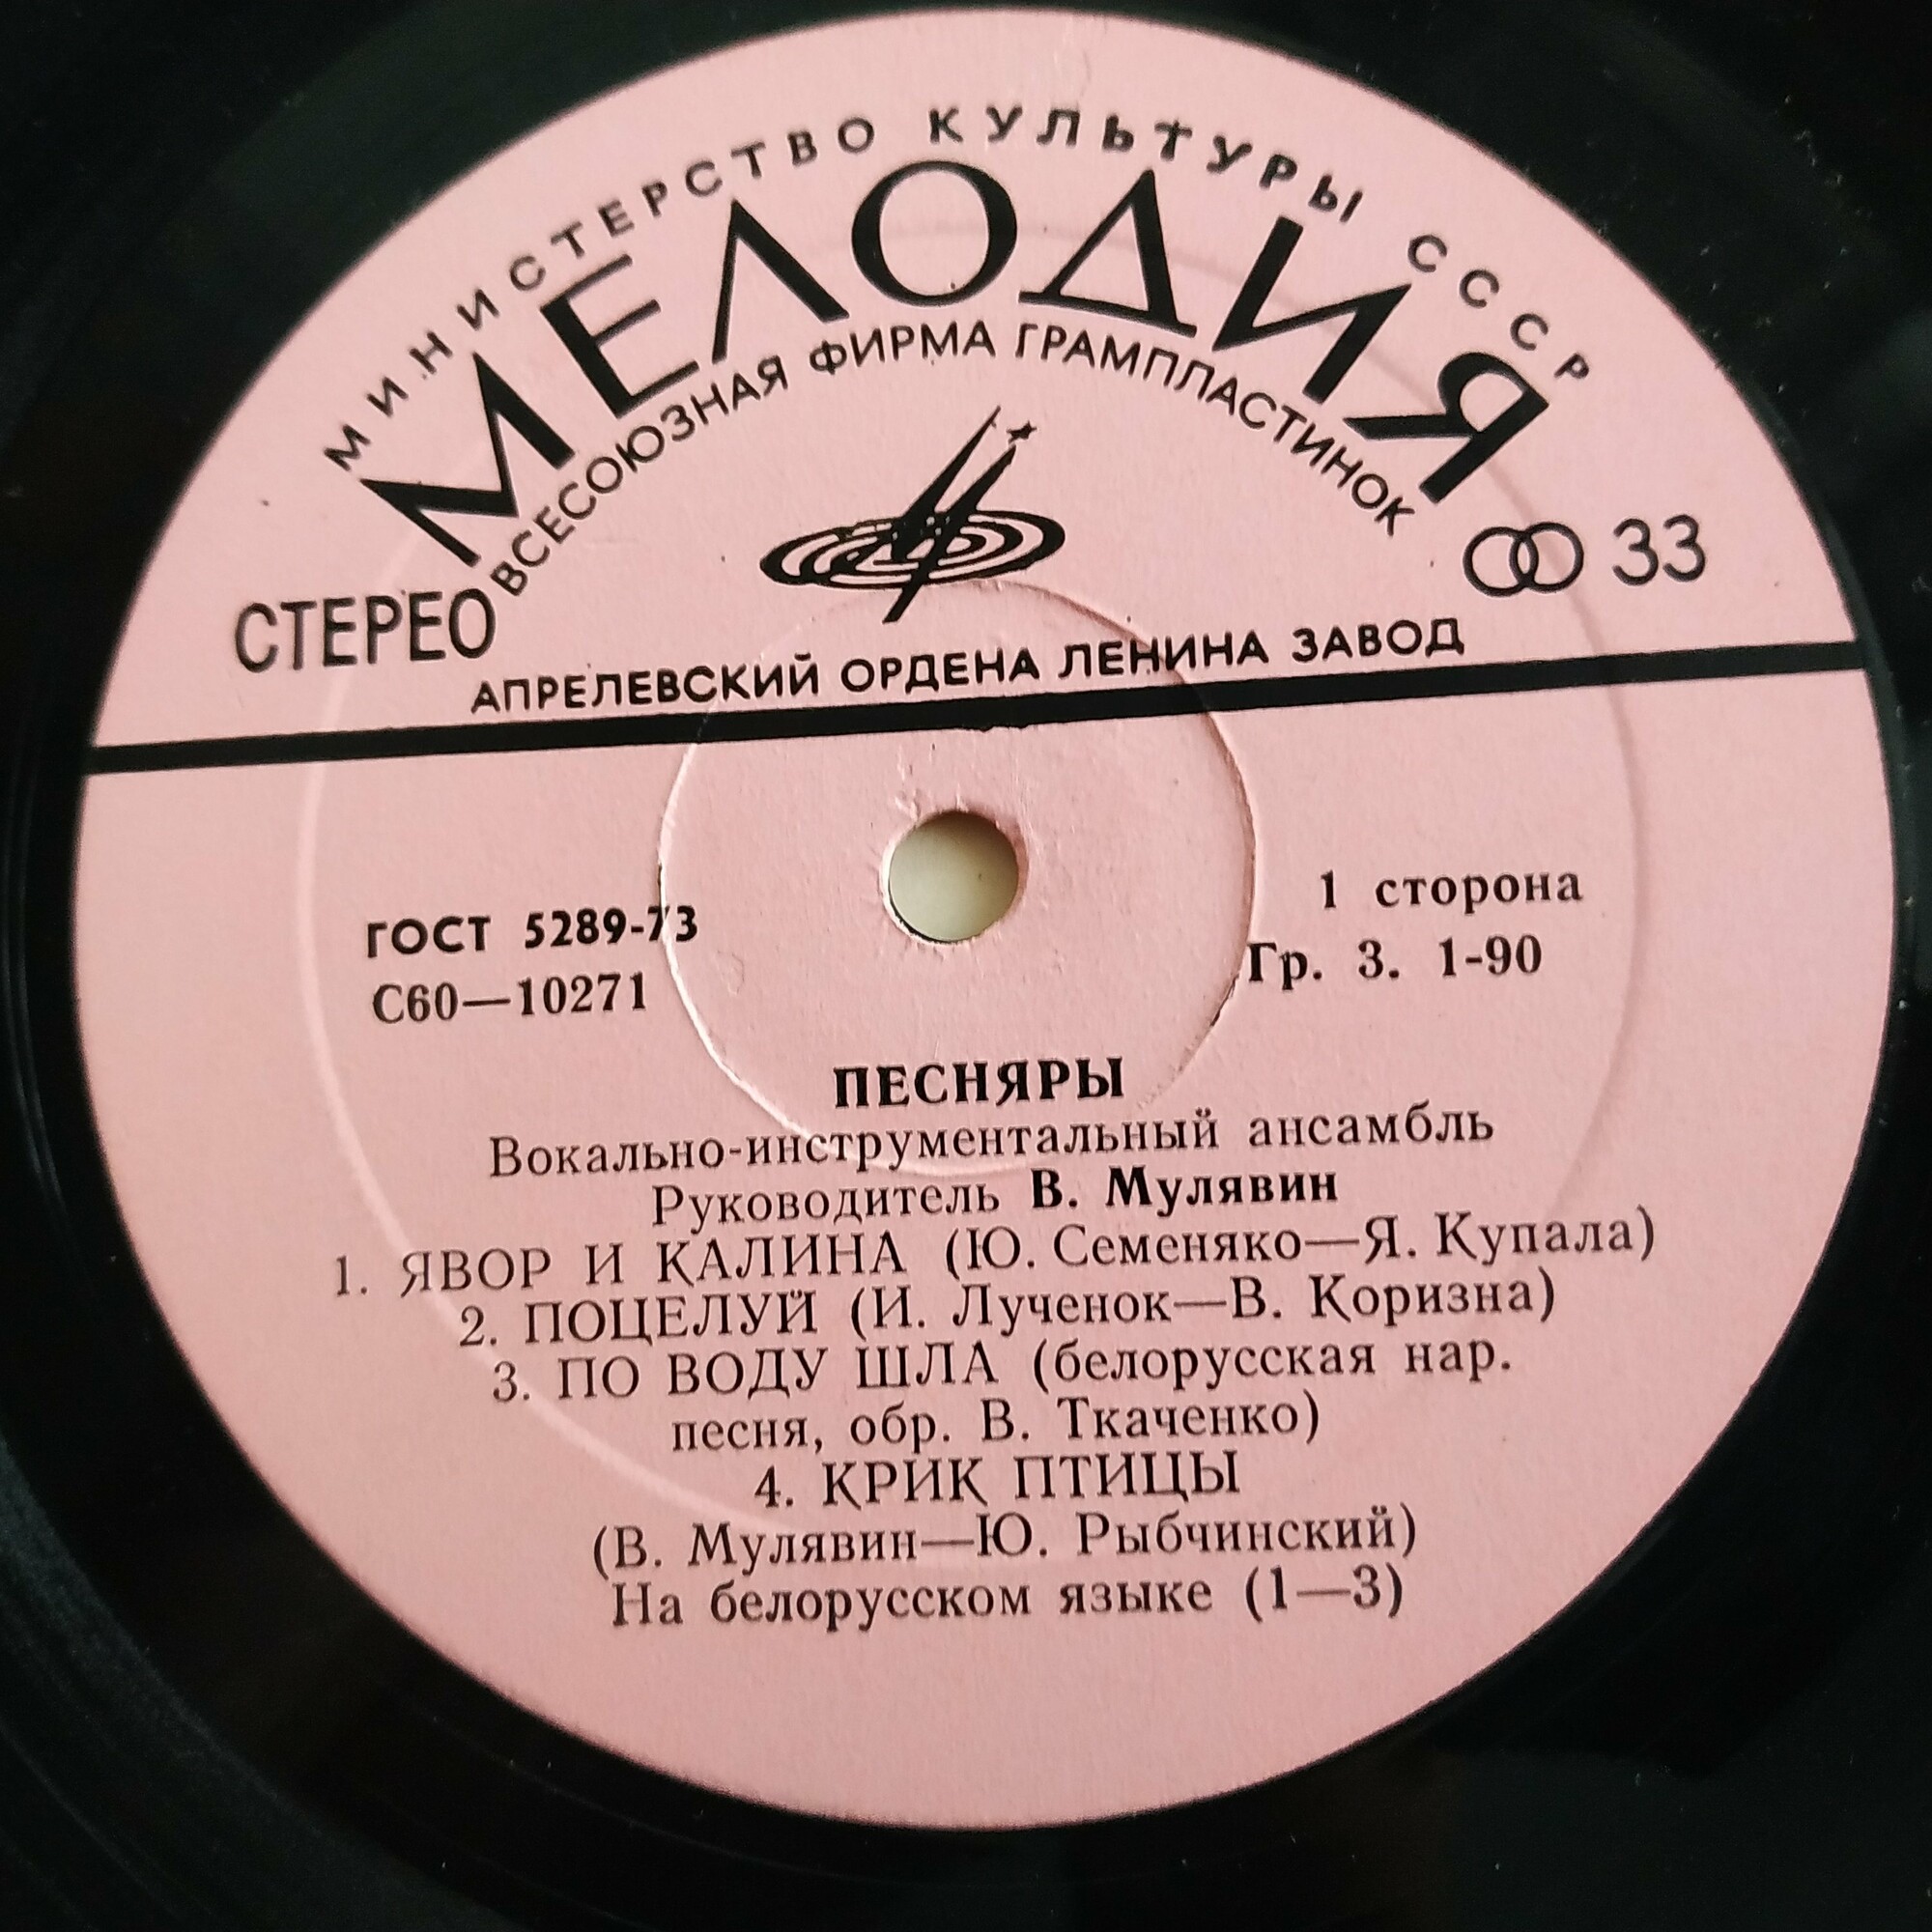 МИНИСТЕРСТВО КУЛЬТУРЫ СССР
МЕЛОДИЯ
ВСЕСОЮЗНАЯ ФИРМА ГРАМПЛАСТИНОК
СТЕРЕО
33
АПРЕЛЕВСКИЙ ОРДЕНА ЛЕНИНА ЗАВОД
ГОСТ 5289-73
С60—10271
1 сторона
Гр. 3. 1-90
ПЕСНЯРЫ
Вокально-инструментальный ансамбль
Руководитель В. Мулявин
1. ЯВОР И КАЛИНА (Ю. Семеняко—Я. Купала)
2. ПОЦЕЛУЙ (И. Лученок—В. Коризна)
3. ПО ВОДУ ШЛА (белорусская нар.
песня, обр. В. Ткаченко)
4. КРИК ПТИЦЫ
(В. Мулявин—Ю. Рыбчинский)
На белорусском языке (1—3)